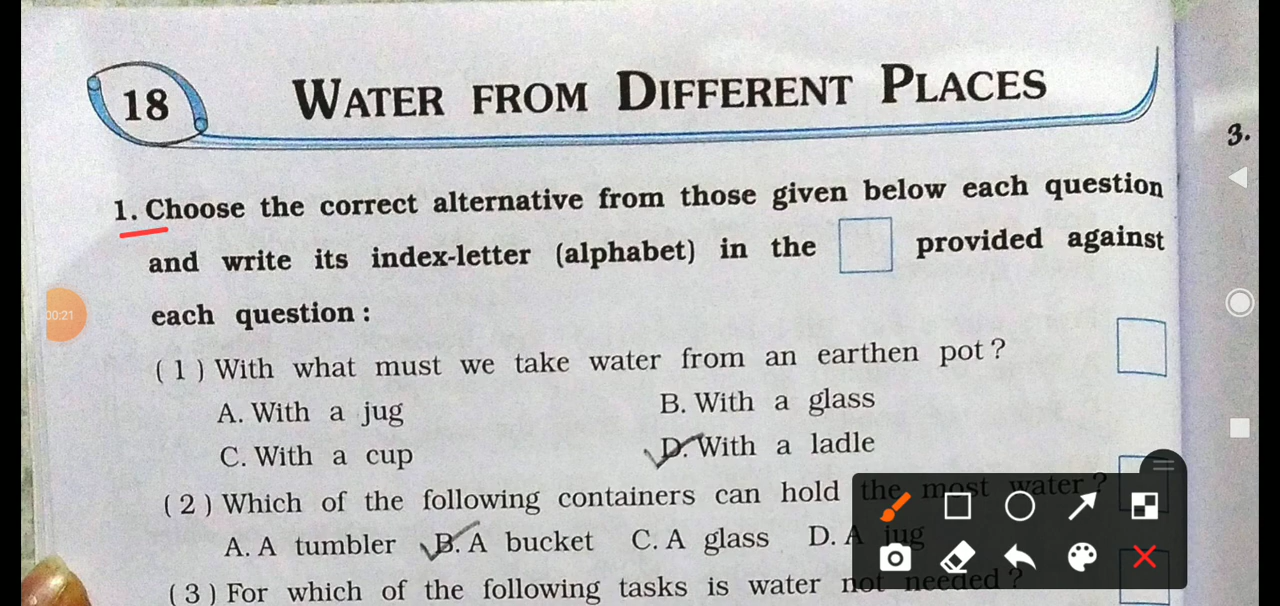 18 WATER FROM DIFFERENT PLACES
3.
1. Choose the correct alternative from those given below each question
and write its index-letter (alphabet) in the provided against
each question :
00:21
( 1 ) With what must we take water from an earthen pot ?
A. With a jug B. With a glass
C. With a cup D. With a ladle
( 2 ) Which of the following containers can hold the most water ?
A. A tumbler B. A bucket C. A glass D. A jug
( 3 ) For which of the following tasks is water not needed ?